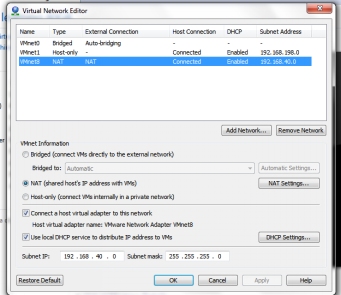 Virtual Network Editor
Name Type External Connection Host Connection DHCP Subnet Address
VMnet0 Bridged Auto-bridging - - -
VMnet1 Host-only - Connected Enabled 192.168.198.0
VMnet8 NAT NAT Connected Enabled 192.168.40.0
Add Network... Remove Network
VMnet Information
Bridged (connect VMs directly to the external network)
Bridged to: Automatic Automatic Settings...
NAT (shared host's IP address with VMs) NAT Settings...
Host-only (connect VMs internally in a private network)
Connect a host virtual adapter to this network
Host virtual adapter name: VMware Network Adapter VMnet8
Use local DHCP service to distribute IP address to VMs DHCP Settings...
Subnet IP: 192 . 168 . 40 . 0 Subnet mask: 255 . 255 . 255 . 0
Restore Default OK Cancel Apply Help